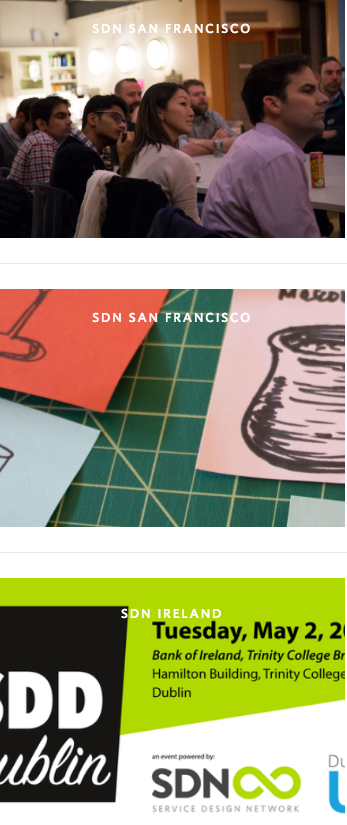 SDN SAN FRANCISCO
SDN SAN FRANCISCO
SDN IRELAND
Tuesday, May 2,
Bank of Ireland, Trinity College
Hamilton Building, Trinity College
Dublin
SDD
an event powered by:
SDN
SERVICE DESIGN NETWORK